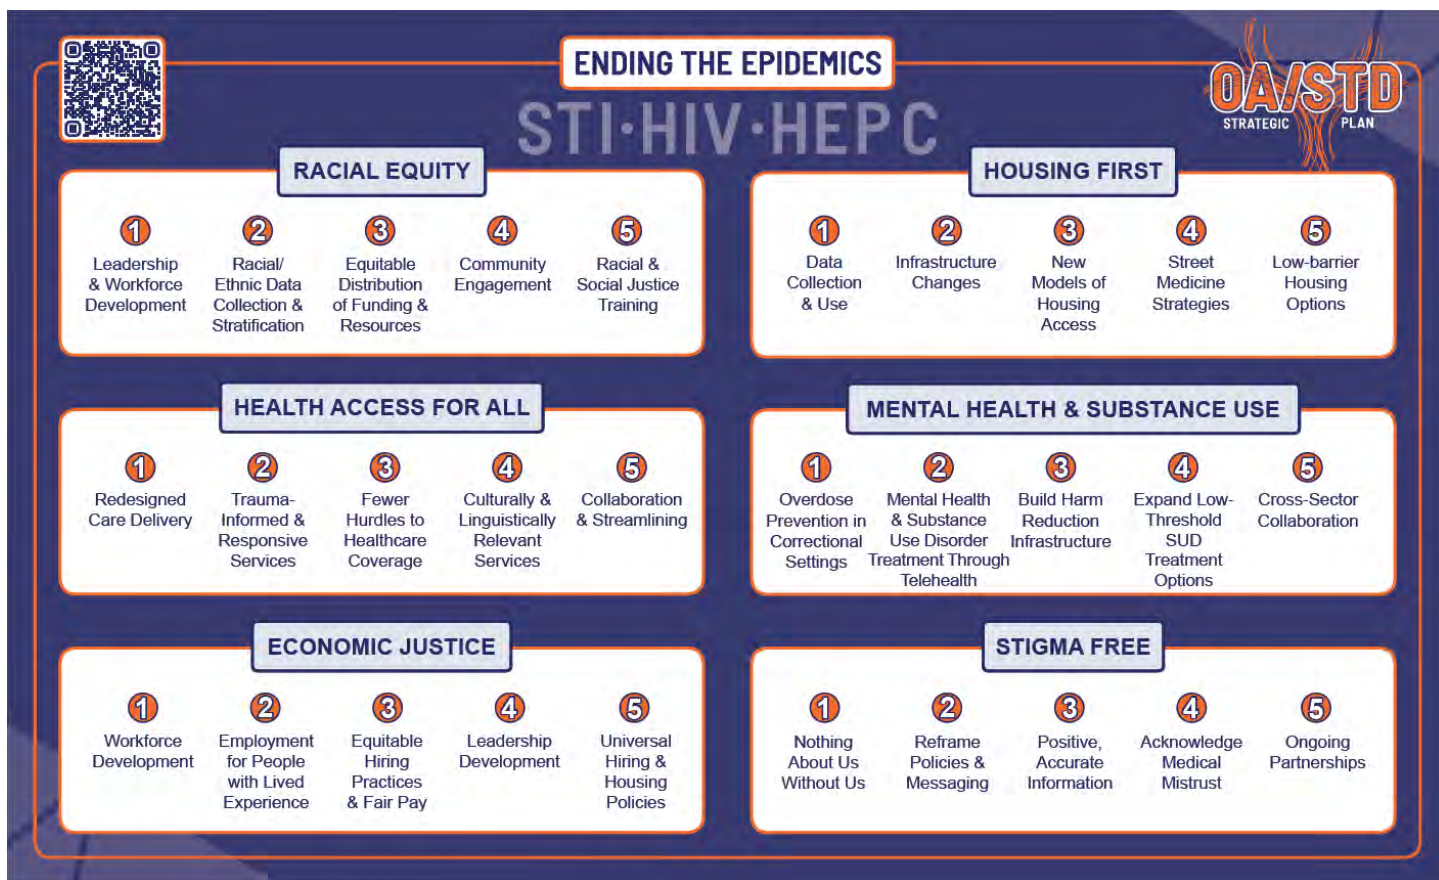 ENDING THE EPIDEMICS
STI·HIV·HEP C
OA/STD
STRATEGIC PLAN
RACIAL EQUITY
1
Leadership
& Workforce
Development
2
Racial/
Ethnic Data
Collection &
Stratification
3
Equitable
Distribution
of Funding &
Resources
4
Community
Engagement
5
Racial &
Social Justice
Training
HOUSING FIRST
1
Data
Collection
& Use
2
Infrastructure
Changes
3
New
Models of
Housing
Access
4
Street
Medicine
Strategies
5
Low-barrier
Housing
Options
HEALTH ACCESS FOR ALL
1
Redesigned
Care Delivery
2
Trauma-
Informed &
Responsive
Services
3
Fewer
Hurdles to
Healthcare
Coverage
4
Culturally &
Linguistically
Relevant
Services
5
Collaboration
& Streamlining
MENTAL HEALTH & SUBSTANCE USE
1
Overdose
Prevention in
Correctional
Settings
2
Mental Health
& Substance
Use Disorder
Treatment Through
Telehealth
3
Build Harm
Reduction
Infrastructure
4
Expand Low-
Threshold
SUD
Treatment
Options
5
Cross-Sector
Collaboration
ECONOMIC JUSTICE
1
Workforce
Development
2
Employment
for People
with Lived
Experience
3
Equitable
Hiring
Practices
& Fair Pay
4
Leadership
Development
5
Universal
Hiring &
Housing
Policies
STIGMA FREE
1
Nothing
About Us
Without Us
2
Reframe
Policies &
Messaging
3
Positive,
Accurate
Information
4
Acknowledge
Medical
Mistrust
5
Ongoing
Partnerships